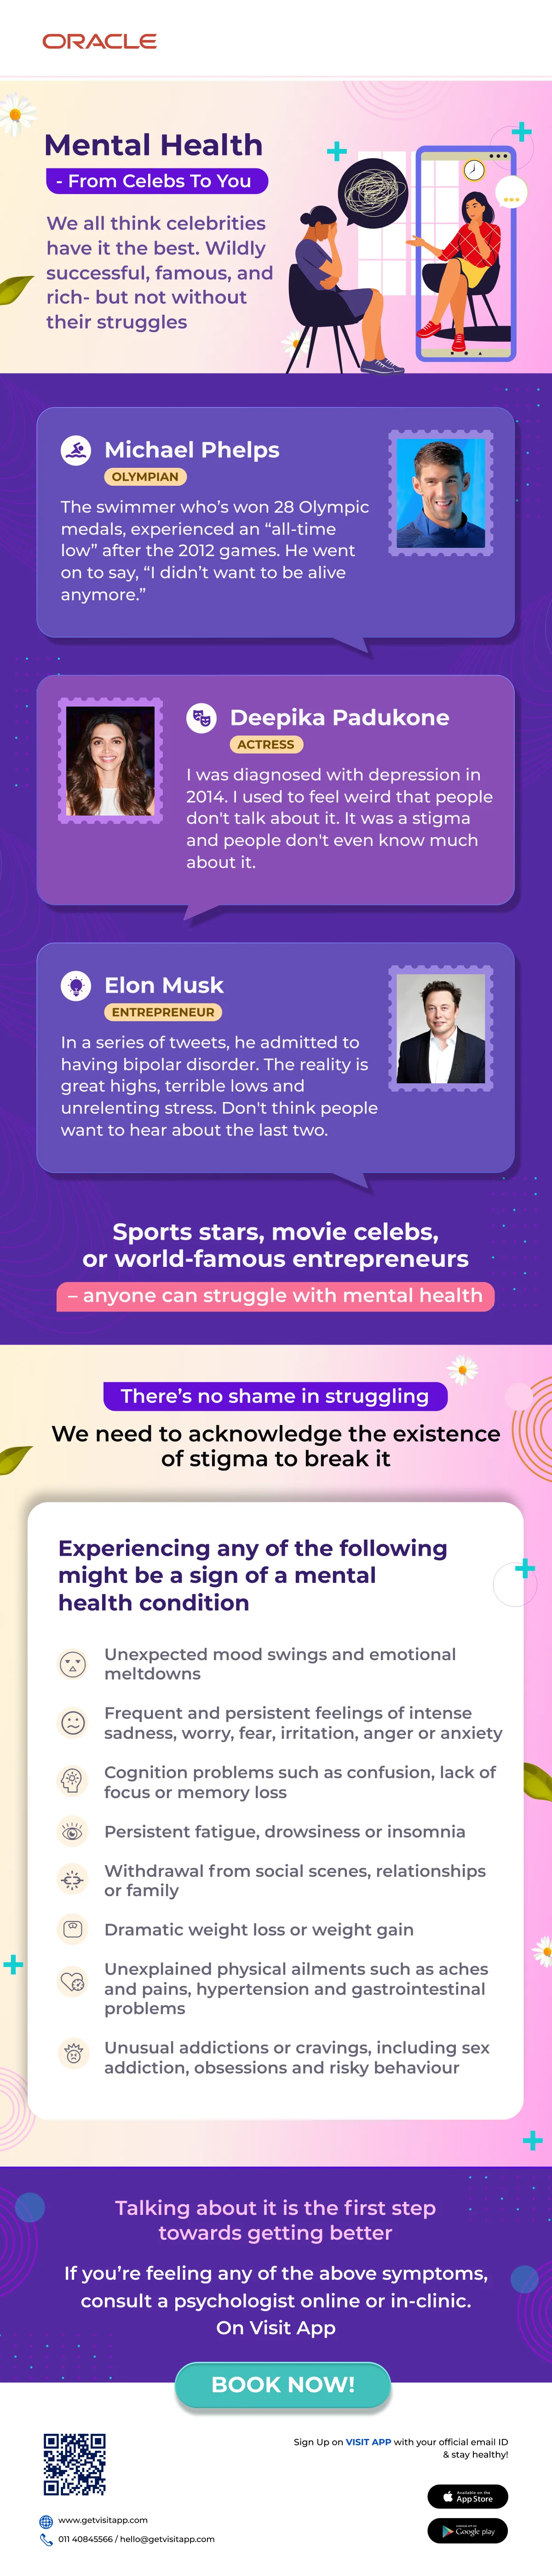 ORACLE
Mental Health
- From Celebs To You
We all think celebrities
have it the best. Wildly
successful, famous, and
rich- but not without
their struggles
Michael Phelps
OLYMPIAN
The swimmer who's won 28 Olympic
medals, experienced an “all-time
low” after the 2012 games. He went
on to say, “I didn't want to be alive
anymore.”
Deepika Padukone
ACTRESS
I was diagnosed with depression in
2014. I used to feel weird that people
don't talk about it. It was a stigma
and people don't even know much
about it.
Elon Musk
ENTREPRENEUR
In a series of tweets, he admitted to
having bipolar disorder. The reality is
great highs, terrible lows and
unrelenting stress. Don't think people
want to hear about the last two.
Sports stars, movie celebs,
or world-famous entrepreneurs
– anyone can struggle with mental health
There's no shame in struggling
We need to acknowledge the existence
of stigma to break it
Experiencing any of the following
might be a sign of a mental
health condition
Unexpected mood swings and emotional
meltdowns
Frequent and persistent feelings of intense
sadness, worry, fear, irritation, anger or anxiety
Cognition problems such as confusion, lack of
focus or memory loss
Persistent fatigue, drowsiness or insomnia
Withdrawal from social scenes, relationships
or family
Dramatic weight loss or weight gain
Unexplained physical ailments such as aches
and pains, hypertension and gastrointestinal
problems
Unusual addictions or cravings, including sex
addiction, obsessions and risky behaviour
Talking about it is the first step
towards getting better
If you're feeling any of the above symptoms,
consult a psychologist online or in-clinic.
On Visit App
BOOK NOW!
Sign Up on VISIT APP with your official email ID
& stay healthy!
Available on the
App Store
Google play
www.getvisitapp.com
011 40845566 / hello@getvisitapp.com